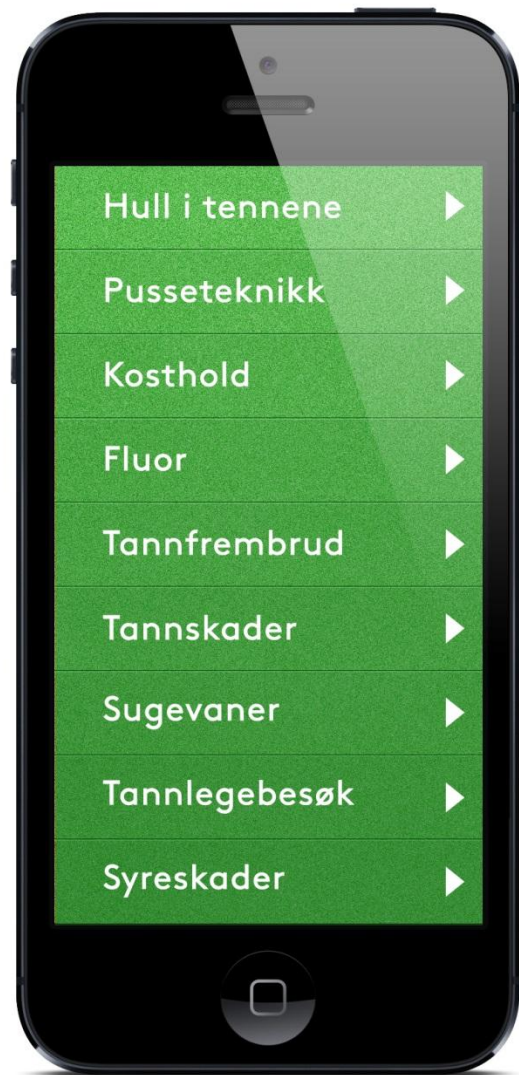 Hull i tennene
Pusseteknikk
Kosthold
Fluor
Tannfrembrud
Tannskader
Sugevaner
Tannlegebesøk
Syreskader